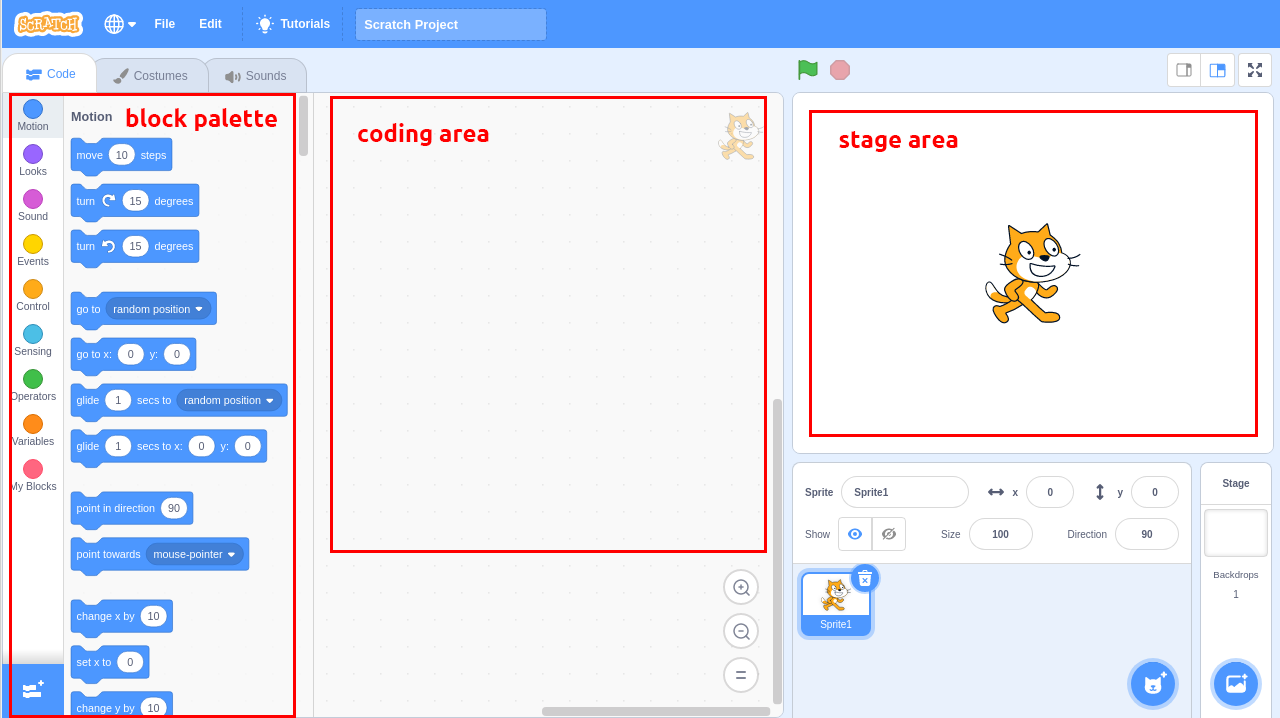 SCRATCH File Edit Tutorials Scratch Project
Code Costumes Sounds
Motion
Looks
Sound
Events
Control
Sensing
Operators
Variables
My Blocks
Motion block palette
move 10 steps
turn 15 degrees
turn 15 degrees
go to random position
go to x: 0 y: 0
glide 1 secs to random position
glide 1 secs to x: 0 y: 0
point in direction 90
point towards mouse-pointer
change x by 10
set x to 0
change y by 10
coding area
stage area
Sprite Sprite1 x 0 y 0
Show Size 100 Direction 90
Sprite1
Stage
Backdrops
1